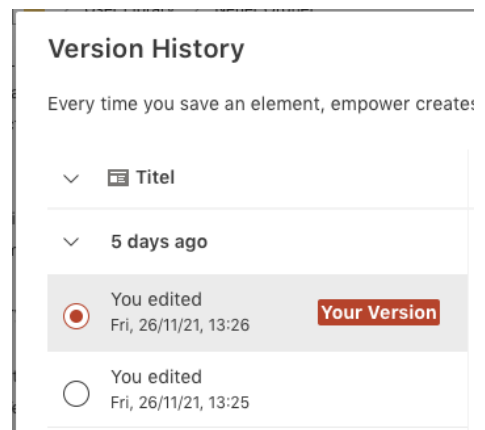 Version History
Every time you save an element, empower creates
Titel
5 days ago
You edited
Fri, 26/11/21, 13:26
Your Version
You edited
Fri, 26/11/21, 13:25